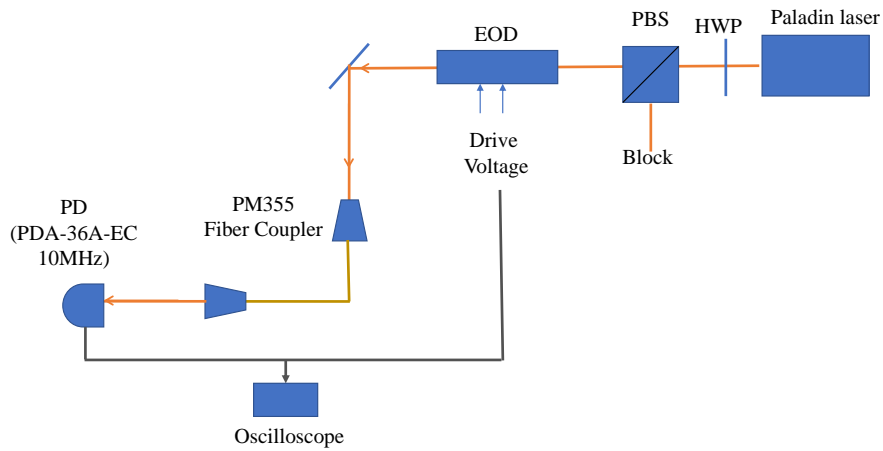 Paladin laser
HWP
PBS
EOD
Block
Drive
Voltage
PM355
Fiber Coupler
PD
(PDA-36A-EC
10MHz)
Oscilloscope